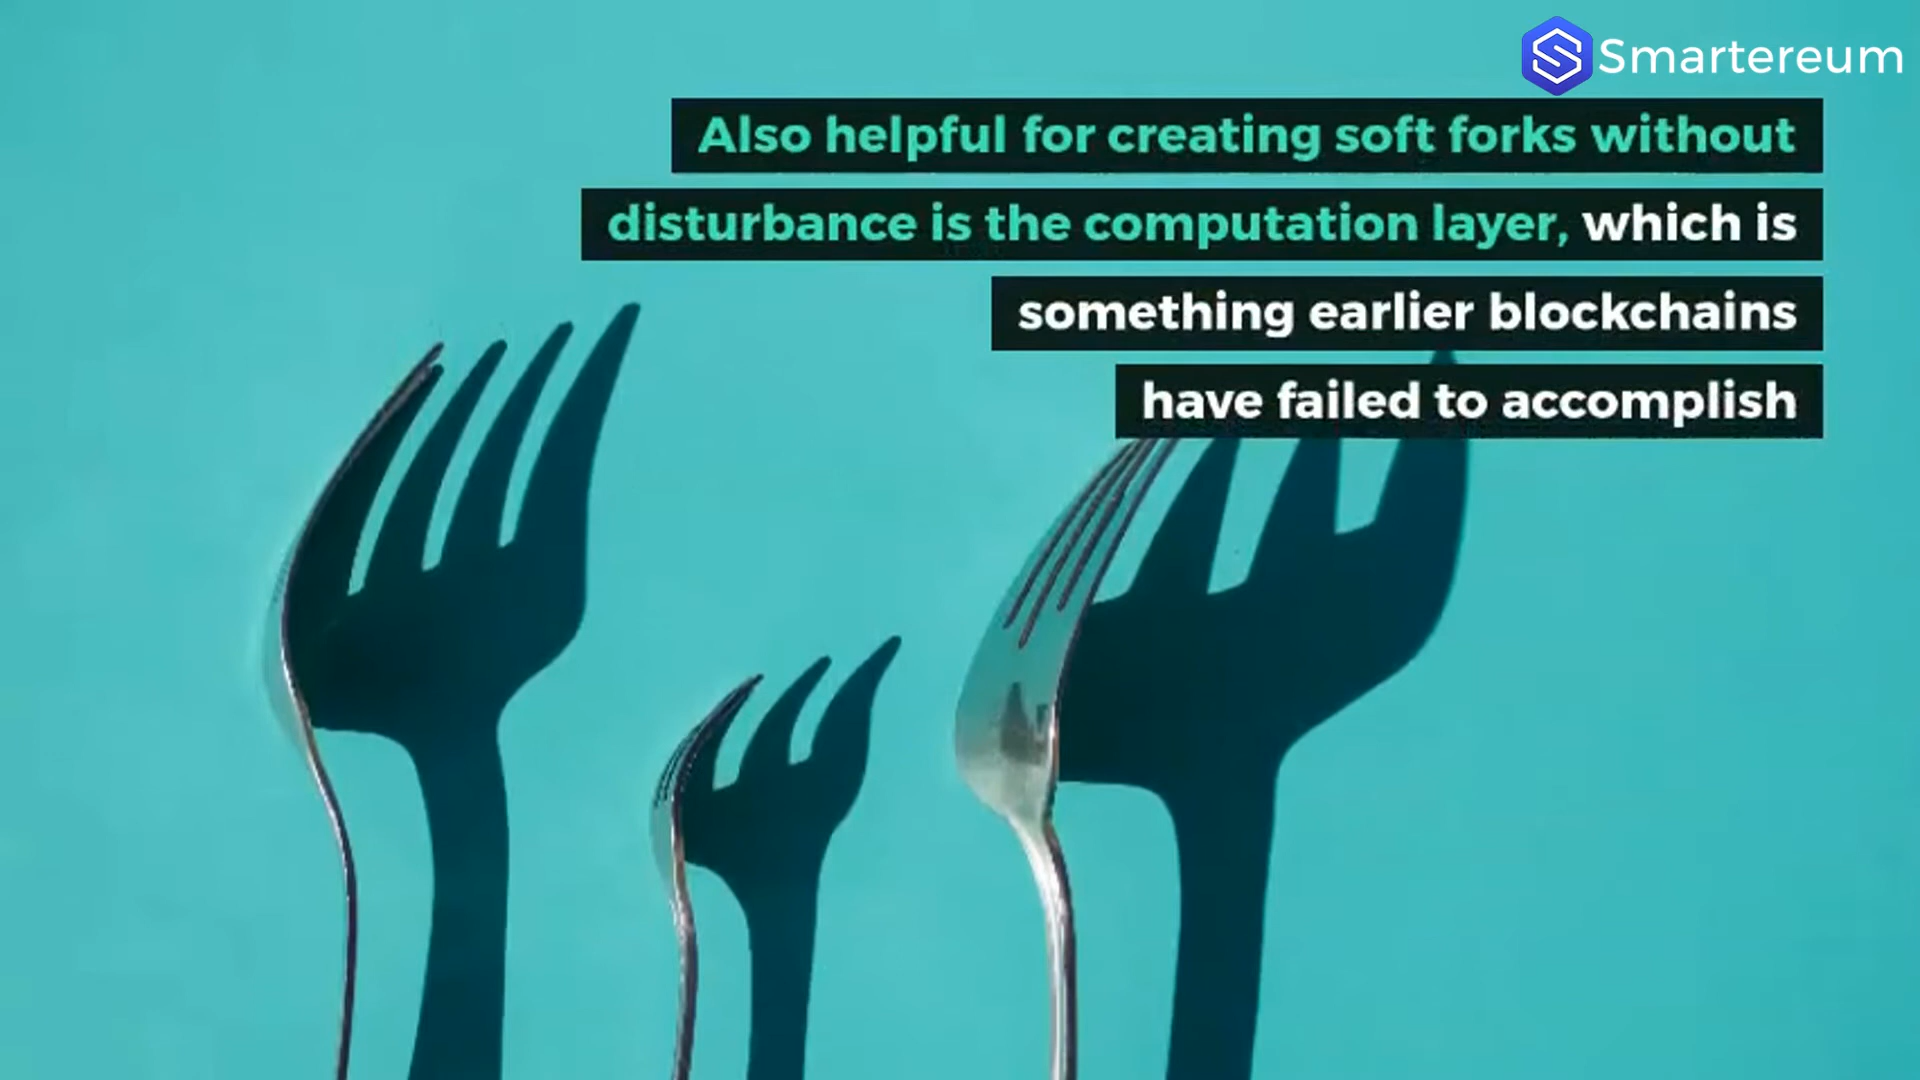 Smartereum
Also helpful for creating soft forks without
disturbance is the computation layer, which is
something earlier blockchains
have failed to accomplish